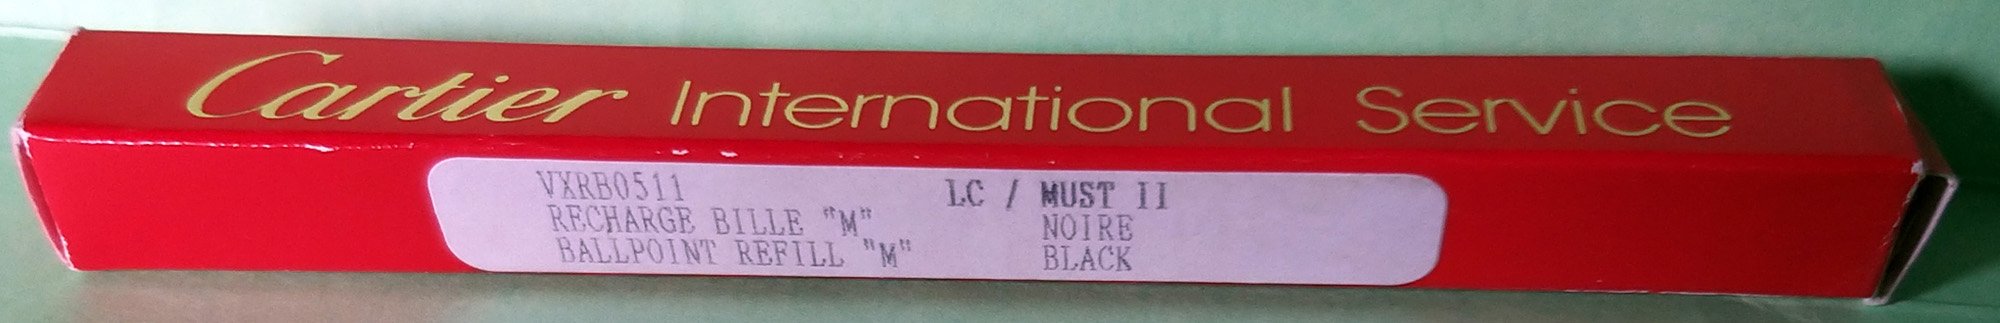 Cartier International Service
VXRB0511 LC / MUST II
RECHARGE BILLE "M" NOIRE
BALLPOINT REFILL "M" BLACK